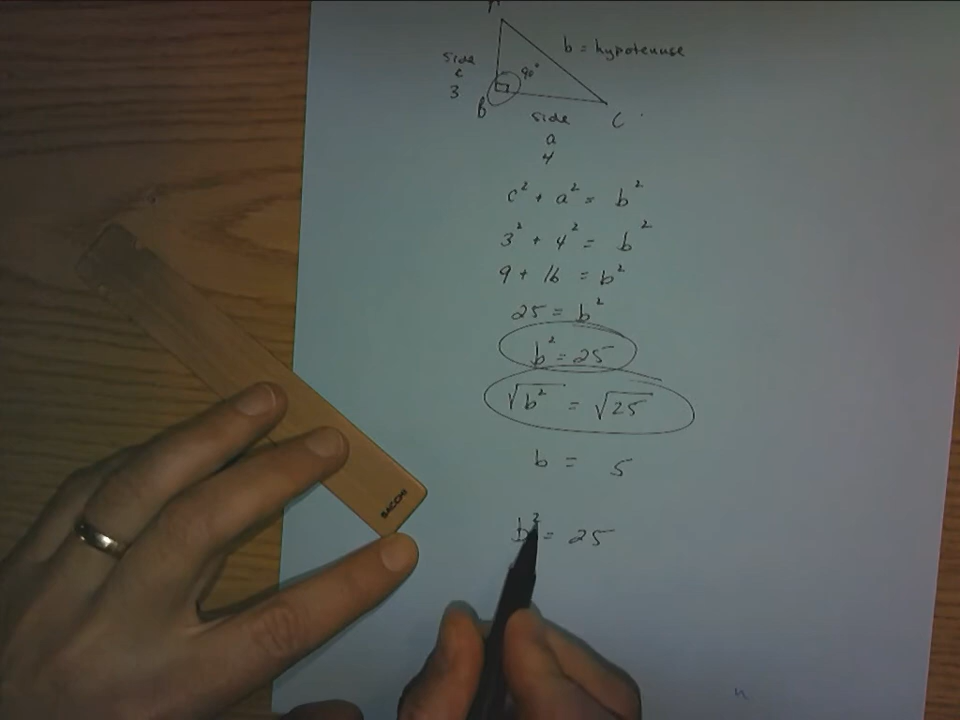 b = hypotenuse
side
c
90°
3
B
side
C
a
4
c² + a² = b²
3² + 4² = b²
9 + 16 = b²
25 = b²
b² = 25
√b² = √25
b = 5
BACCHI
b² = 25